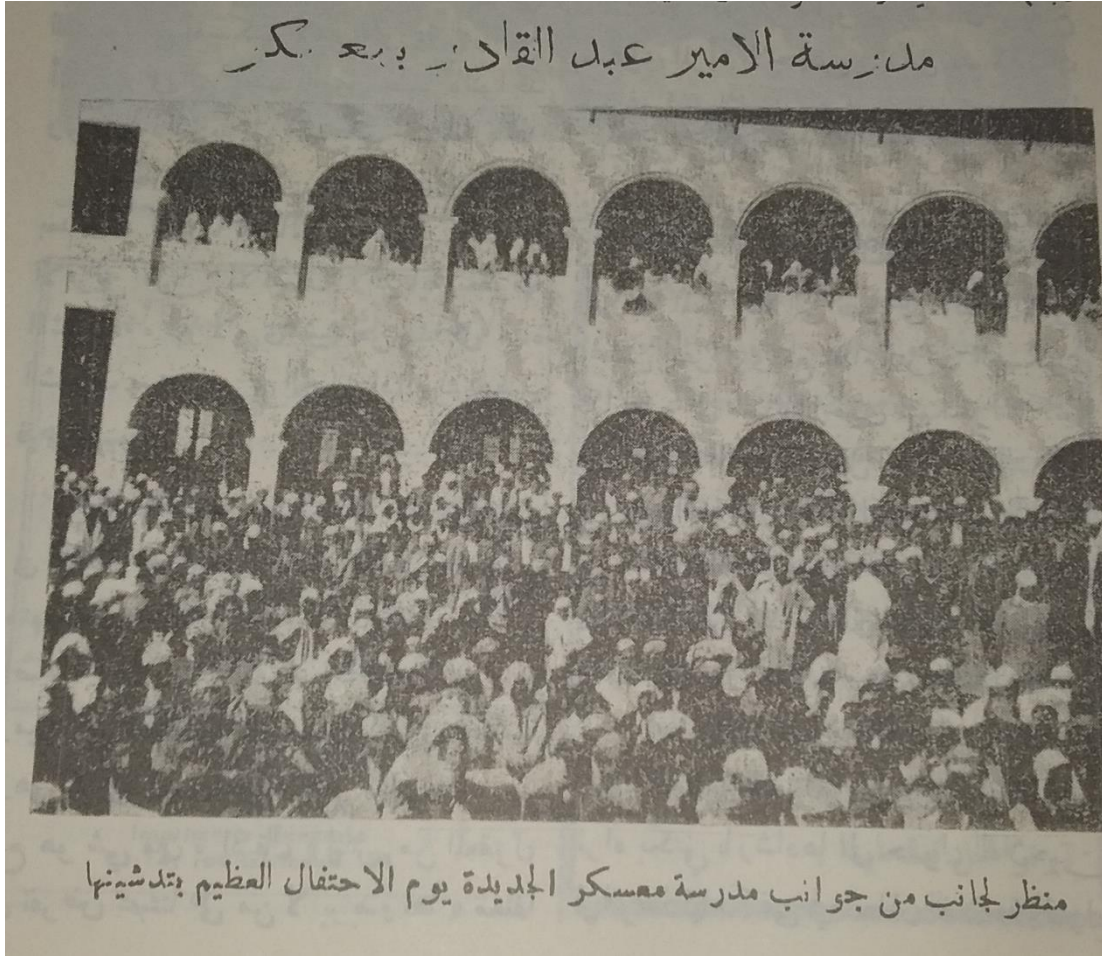 مدرسة الامير عبد القادر بمعسكر
منظر لجانب من جوانب مدرسة معسكر الجديدة يوم الاحتفال العظيم بتدشينها